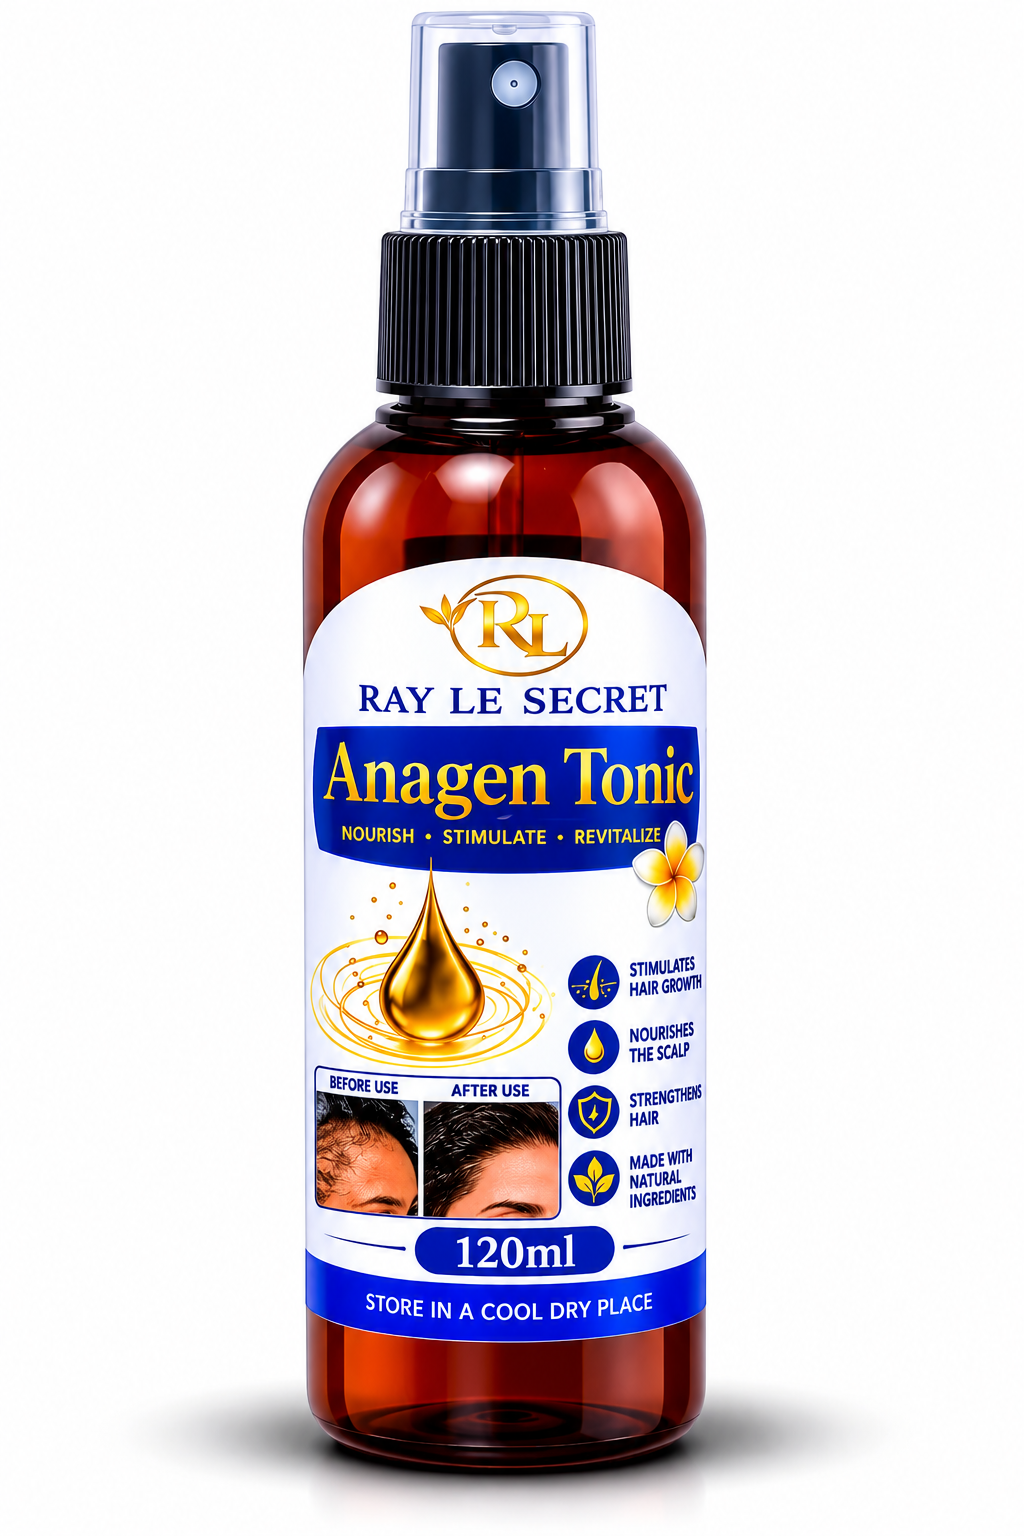 RL
RAY LE SECRET
Anagen Tonic
NOURISH • STIMULATE • REVITALIZE
STIMULATES
HAIR GROWTH
NOURISHES
THE SCALP
STRENGTHENS
HAIR
MADE WITH
NATURAL
INGREDIENTS
BEFORE USE
AFTER USE
120ml
STORE IN A COOL DRY PLACE